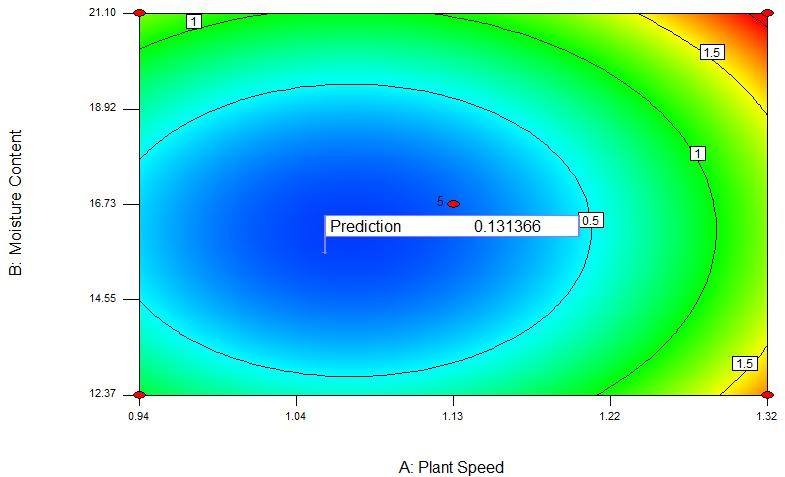 21.10
1
1.5
18.92
1
B: Moisture Content
16.73
5
Prediction 0.131366
0.5
14.55
1.5
12.37
0.94 1.04 1.13 1.22 1.32
A: Plant Speed